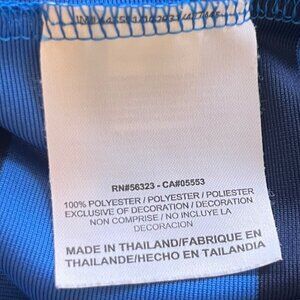 RN#56323 - CA#05553
100% POLYESTER / POLYESTER / POLIESTER
EXCLUSIVE OF DECORATION / DECORATION
NON COMPRISE / NO INCLUYE LA
DECORACIÓN
MADE IN THAILAND/FABRIQUE EN
THAILANDE/HECHO EN TAILANDIA